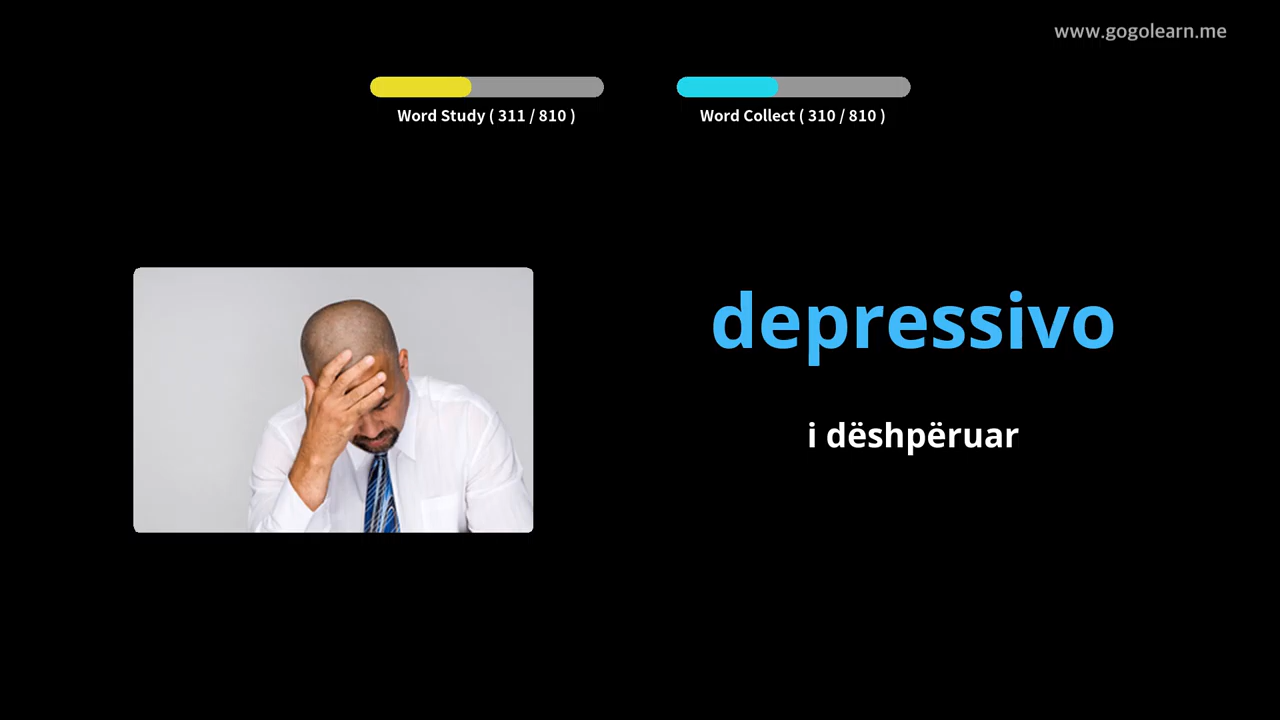 www.gogolearn.me
Word Study ( 311 / 810 )
Word Collect ( 310 / 810 )
depressivo
i dëshpëruar